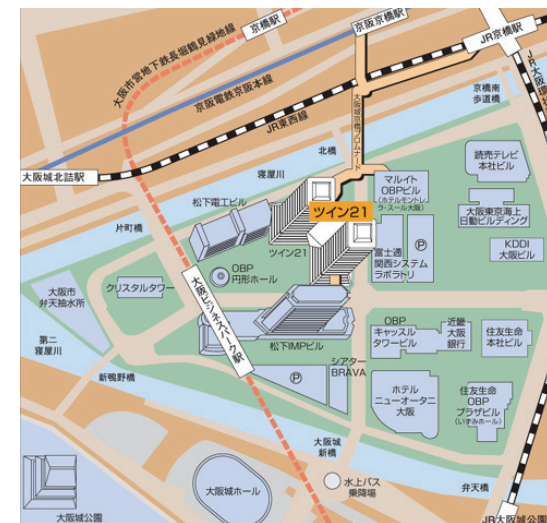 大阪市営地下鉄長堀鶴見緑地線
京橋駅
京阪京橋駅
JR京橋駅
京阪電鉄京阪本線
JR東西線
大阪城京橋プロムナード
京橋南
歩道橋
大阪城北詰駅
北橋
寝屋川
片町橋
松下電工ビル
ツイン21
ツイン21
マルイト
OBPビル
(ホテルモントレ
ラ・スール大阪)
読売テレビ
本社ビル
大阪東京海上
日動ビルディング
KDDI
大阪ビル
富士通
関西システム
ラボラトリ
P
OBP
円形ホール
クリスタルタワー
大阪市
弁天抽水所
大阪ビジネスパーク駅
第二
寝屋川
新鴫野橋
松下IMPビル
シアター
BRAVA
P
OBP
キャッスル
タワービル
近畿
大阪
銀行
住友生命
本社ビル
ホテル
ニューオータニ
大阪
住友生命
OBP
プラザビル
(いずみホール)
大阪城
新橋
水上バス
乗降場
弁天橋
大阪城ホール
大阪城公園
JR大阪城公園